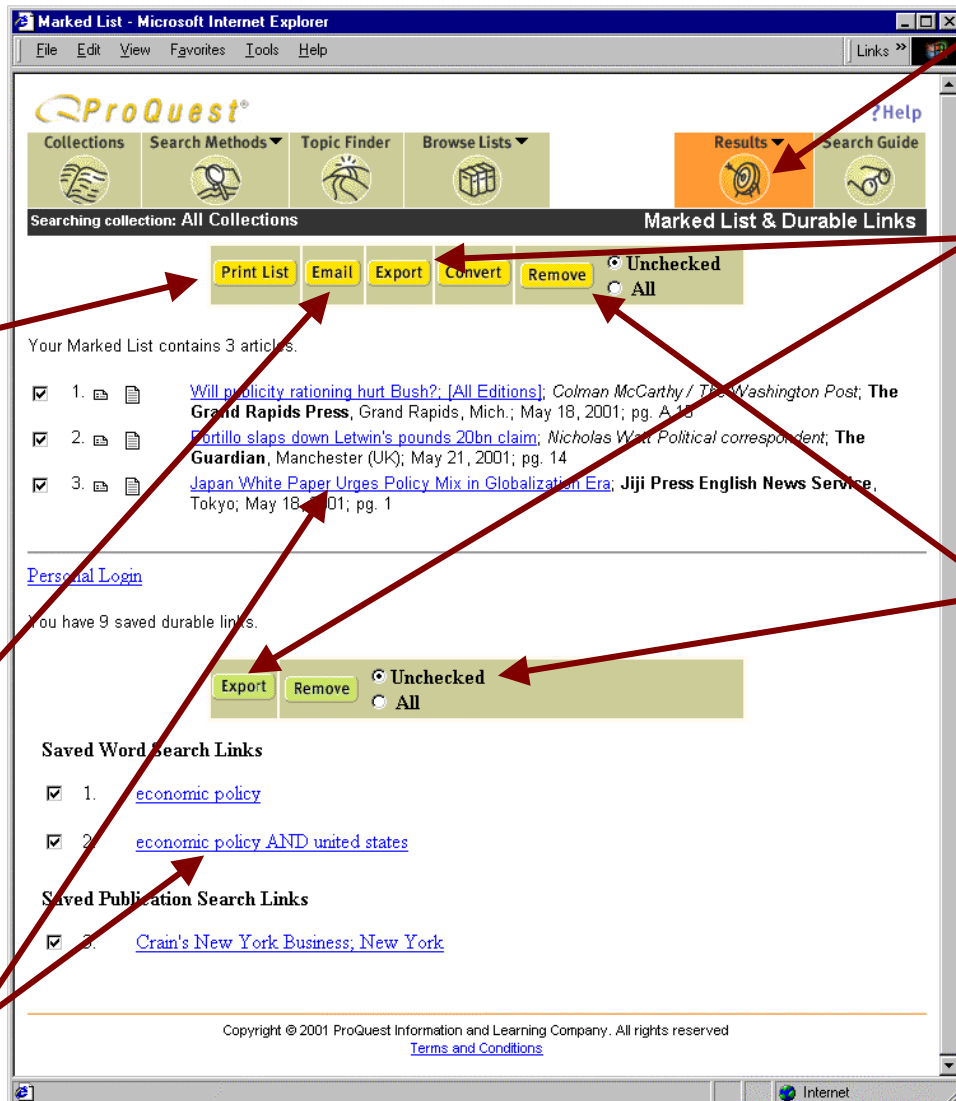 Marked List - Microsoft Internet Explorer
File Edit View Favorites Tools Help Links »
ProQuest®
?Help
Collections Search Methods Topic Finder Browse Lists Results Search Guide
Searching collection: All Collections Marked List & Durable Links
Print List Email Export Convert Remove Unchecked
All
Your Marked List contains 3 articles.
1. Will publicity rationing hurt Bush?; [All Editions]; Colman McCarthy / The Washington Post; The
Grand Rapids Press, Grand Rapids, Mich.; May 18, 2001; pg. A.15
2. Portillo slaps down Letwin's pounds 20bn claim; Nicholas Watt Political correspondent; The
Guardian, Manchester (UK); May 21, 2001; pg. 14
3. Japan White Paper Urges Policy Mix in Globalization Era; Jiji Press English News Service,
Tokyo; May 18, 2001; pg. 1
Personal Login
You have 9 saved durable links.
Export Remove Unchecked
All
Saved Word Search Links
1. economic policy
2. economic policy AND united states
Saved Publication Search Links
3. Crain's New York Business; New York
Copyright © 2001 ProQuest Information and Learning Company. All rights reserved
Terms and Conditions
Internet